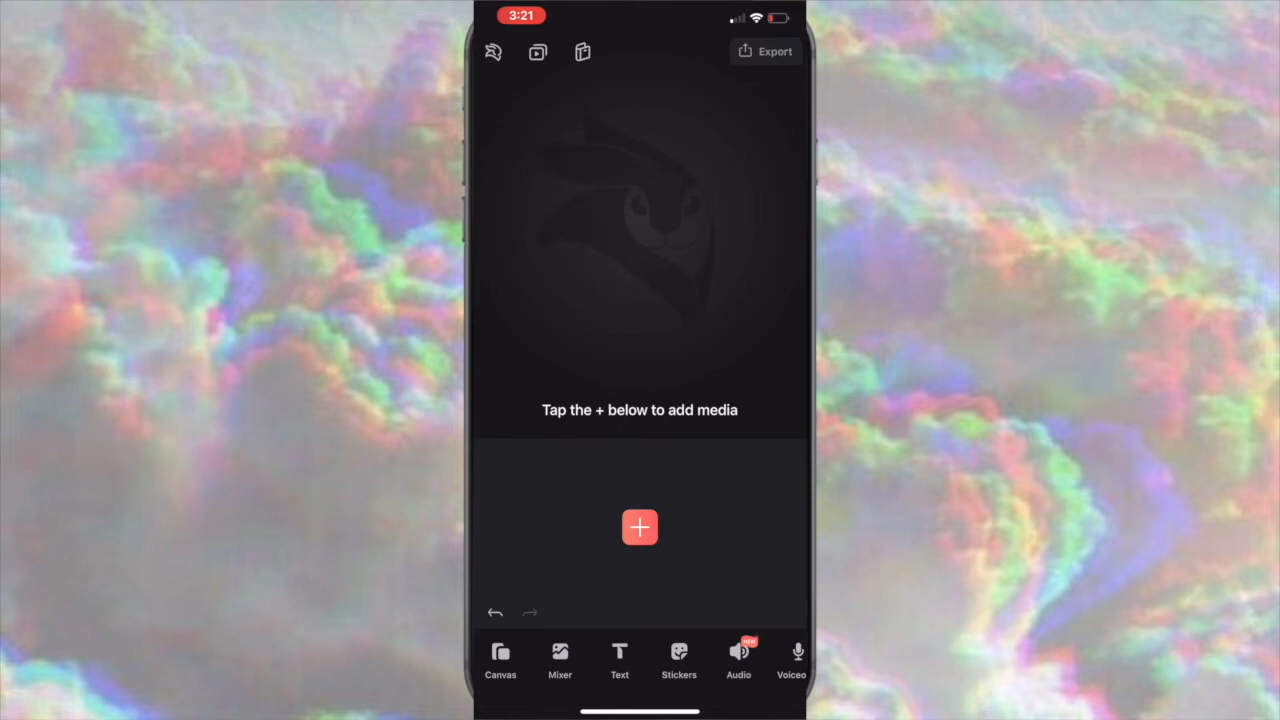 3:21
Export
Tap the + below to add media
NEW
Canvas
Mixer
Text
Stickers
Audio
Voiceo